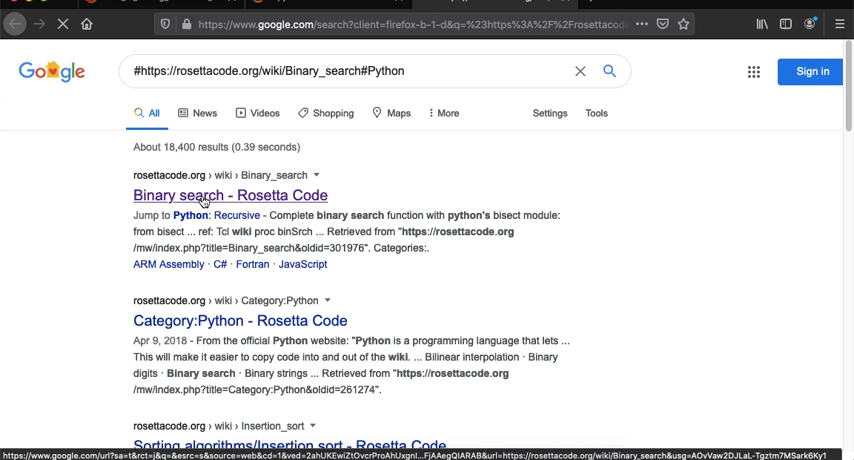 https://www.google.com/search?client=firefox-b-1-d&q=%23https%3A%2F%2Frosettacod
Google
#https://rosettacode.org/wiki/Binary_search#Python
Sign in
All News Videos Shopping Maps More Settings Tools
About 18,400 results (0.39 seconds)
rosettacode.org › wiki › Binary_search
Binary search - Rosetta Code
Jump to Python: Recursive - Complete binary search function with python's bisect module:
from bisect ... ref: Tcl wiki proc binSrch ... Retrieved from "https://rosettacode.org
/mw/index.php?title=Binary_search&oldid=301976". Categories:.
ARM Assembly · C# · Fortran · JavaScript
rosettacode.org › wiki › Category:Python
Category:Python - Rosetta Code
Apr 9, 2018 - From the official Python website: "Python is a programming language that lets ...
This will make it easier to copy code into and out of the wiki. ... Bilinear interpolation · Binary
digits · Binary search · Binary strings ... Retrieved from "https://rosettacode.org
/mw/index.php?title=Category:Python&oldid=261274".
rosettacode.org › wiki › Insertion_sort
Sorting algorithms/Insertion sort - Rosetta Code
https://www.google.com/url?sa=t&rct=j&q=&esrc=s&source=web&cd=1&ved=2ahUKEwiZtOvcrProAhUxgnI...FjAAegQIARAB&url=https://rosettacode.org/wiki/Binary_search&usg=AOvVaw2DJLaL-Tgztm7MSark6Ky1